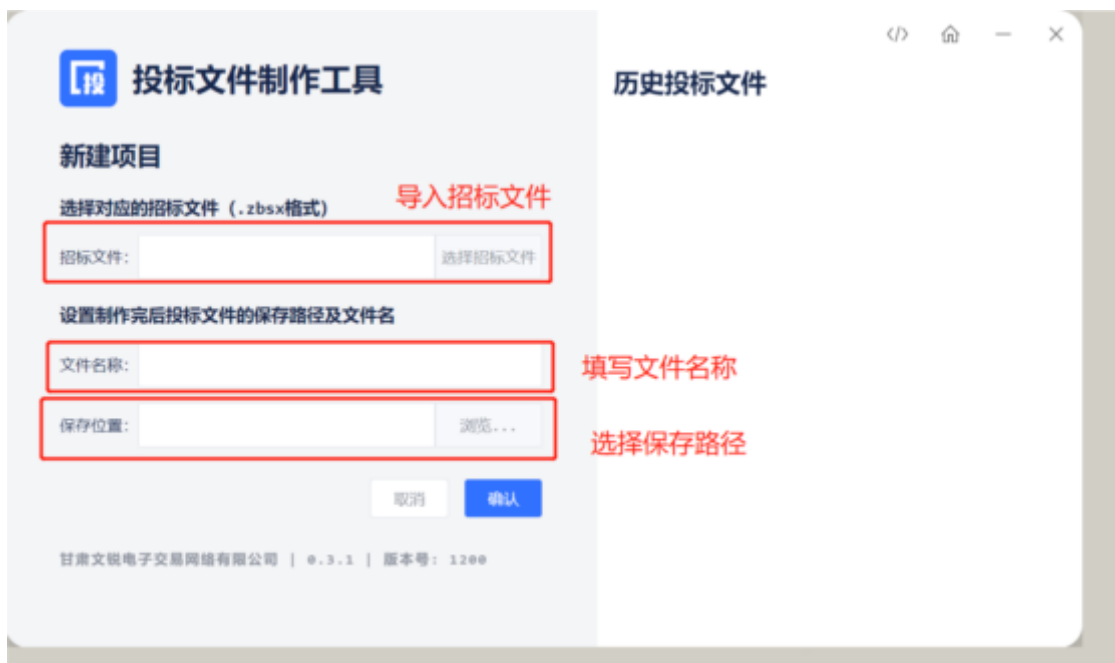 投
投标文件制作工具
历史投标文件
新建项目
导入招标文件
选择对应的招标文件（.zbsx格式）
招标文件：
选择招标文件
设置制作完后投标文件的保存路径及文件名
文件名称：
填写文件名称
保存位置：
浏览...
选择保存路径
取消
确认
甘肃文锐电子交易网络有限公司 | 0.3.1 | 版本号: 1200